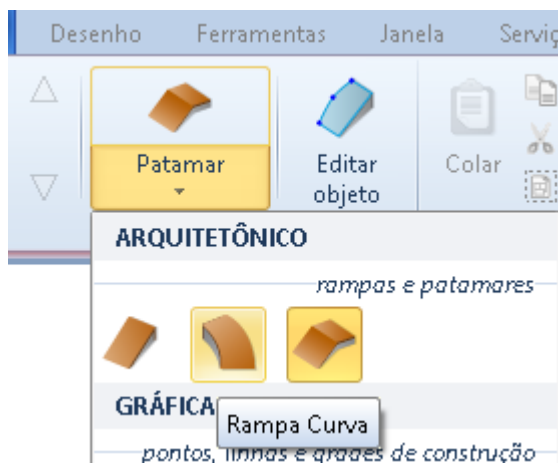 Desenho Ferramentas Janela Serviç
Patamar Editar objeto Colar
ARQUITETÔNICO
rampas e patamares
GRÁFICA
Rampa Curva
pontos, linhas e grades de construção